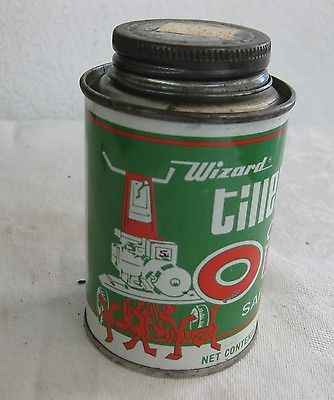 Wizard®
tille
O
SA
NET CONTEN